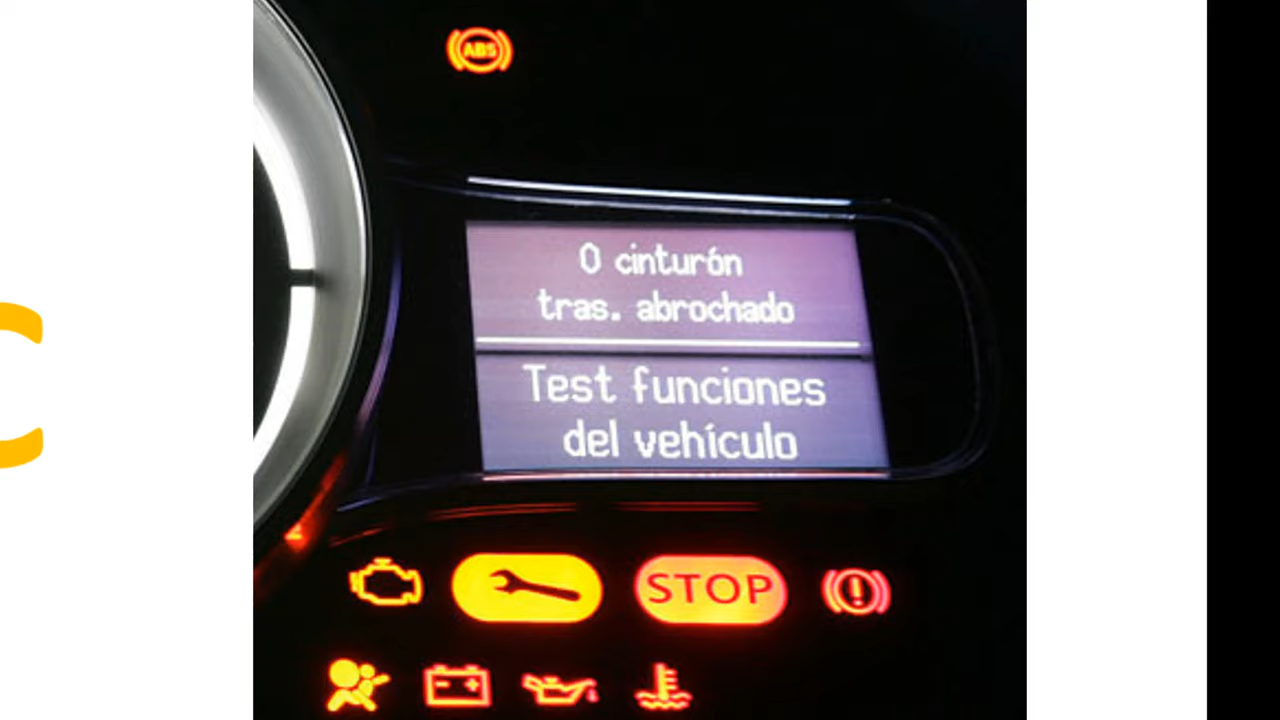 ABS
0 cinturón
tras. abrochado
Test funciones
del vehículo
STOP